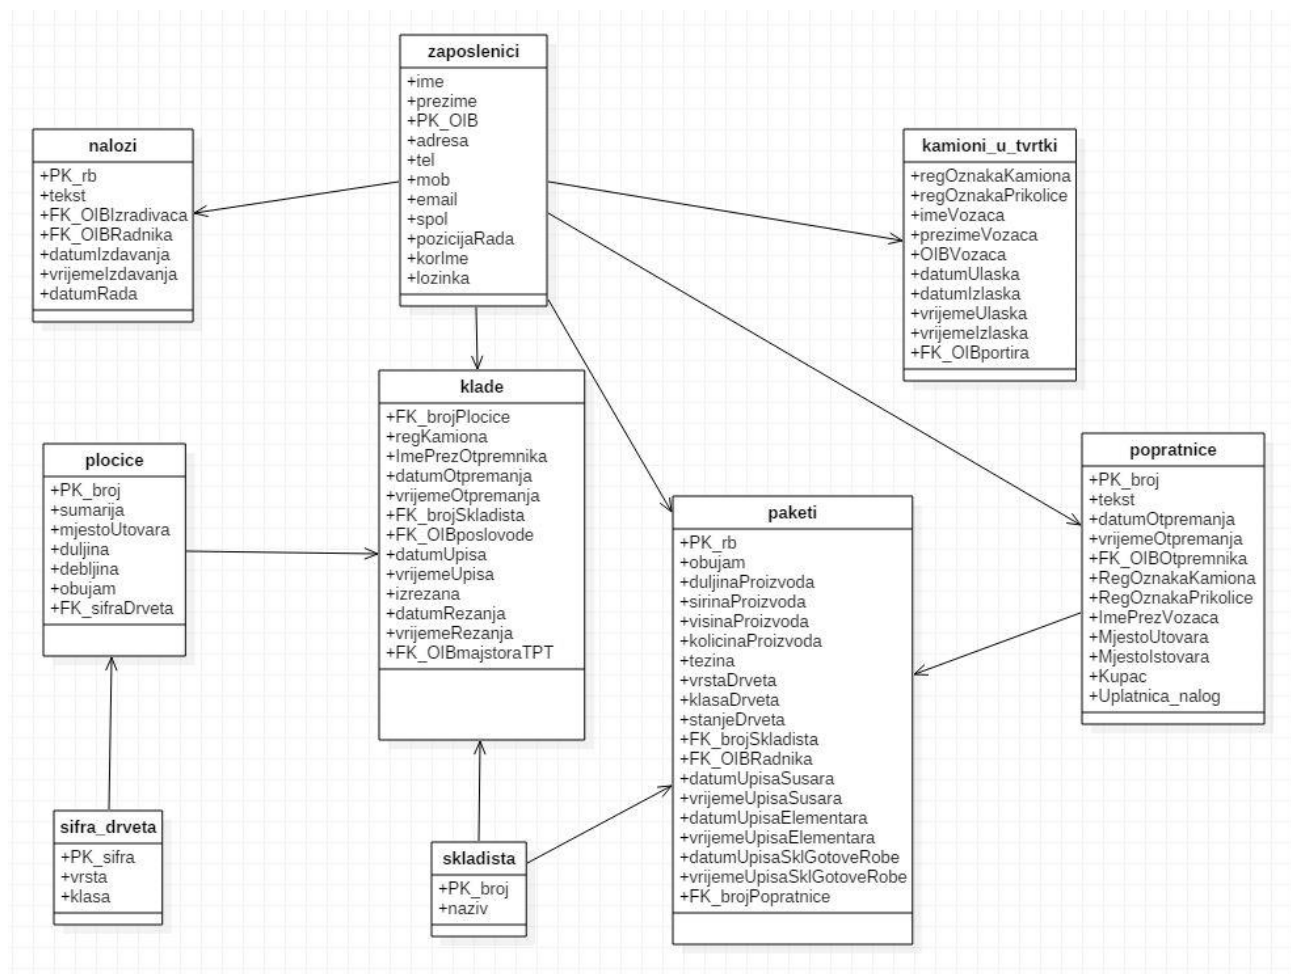 zaposlenici
+ime
+prezime
+PK_OIB
+adresa
+tel
+mob
+email
+spol
+pozicijaRada
+korIme
+lozinka
nalozi
+PK_rb
+tekst
+FK_OIBIzradivaca
+FK_OIBRadnika
+datumIzdavanja
+vrijemeIzdavanja
+datumRada
kamioni_u_tvrtki
+regOznakaKamiona
+regOznakaPrikolice
+imeVozaca
+prezimeVozaca
+OIBVozaca
+datumUlaska
+datumIzlaska
+vrijemeUlaska
+vrijemeIzlaska
+FK_OIBportira
klade
+FK_brojPlocice
+regKamiona
+ImePrezOtpremnika
+datumOtpremanja
+vrijemeOtpremanja
+FK_brojSkladista
+FK_OIBposlovode
+datumUpisa
+vrijemeUpisa
+izrezana
+datumRezanja
+vrijemeRezanja
+FK_OIBmajstoraTPT
plocice
+PK_broj
+sumarija
+mjestoUtovara
+duljina
+debljina
+obujam
+FK_sifraDrveta
popratnice
+PK_broj
+tekst
+datumOtpremanja
+vrijemeOtpremanja
+FK_OIBOtpremnika
+RegOznakaKamiona
+RegOznakaPrikolice
+ImePrezVozaca
+MjestoUtovara
+MjestoIstovara
+Kupac
+Uplatnica_nalog
paketi
+PK_rb
+obujam
+duljinaProizvoda
+sirinaProizvoda
+visinaProizvoda
+kolicinaProizvoda
+tezina
+vrstaDrveta
+klasaDrveta
+stanjeDrveta
+FK_brojSkladista
+FK_OIBRadnika
+datumUpisaSusara
+vrijemeUpisaSusara
+datumUpisaElementara
+vrijemeUpisaElementara
+datumUpisaSklGotoveRobe
+vrijemeUpisaSklGotoveRobe
+FK_brojPopratnice
sifra_drveta
+PK_sifra
+vrsta
+klasa
skladista
+PK_broj
+naziv